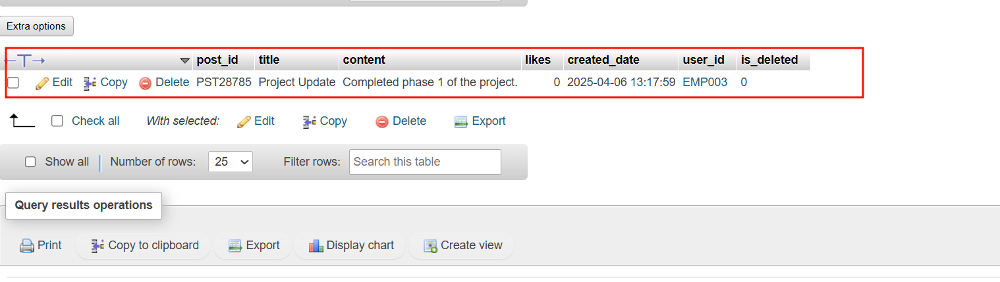 Extra options
post_id title content likes created_date user_id is_deleted
Edit Copy Delete PST28785 Project Update Completed phase 1 of the project. 0 2025-04-06 13:17:59 EMP003 0
Check all With selected: Edit Copy Delete Export
Show all Number of rows: 25 Filter rows: Search this table
Query results operations
Print Copy to clipboard Export Display chart Create view